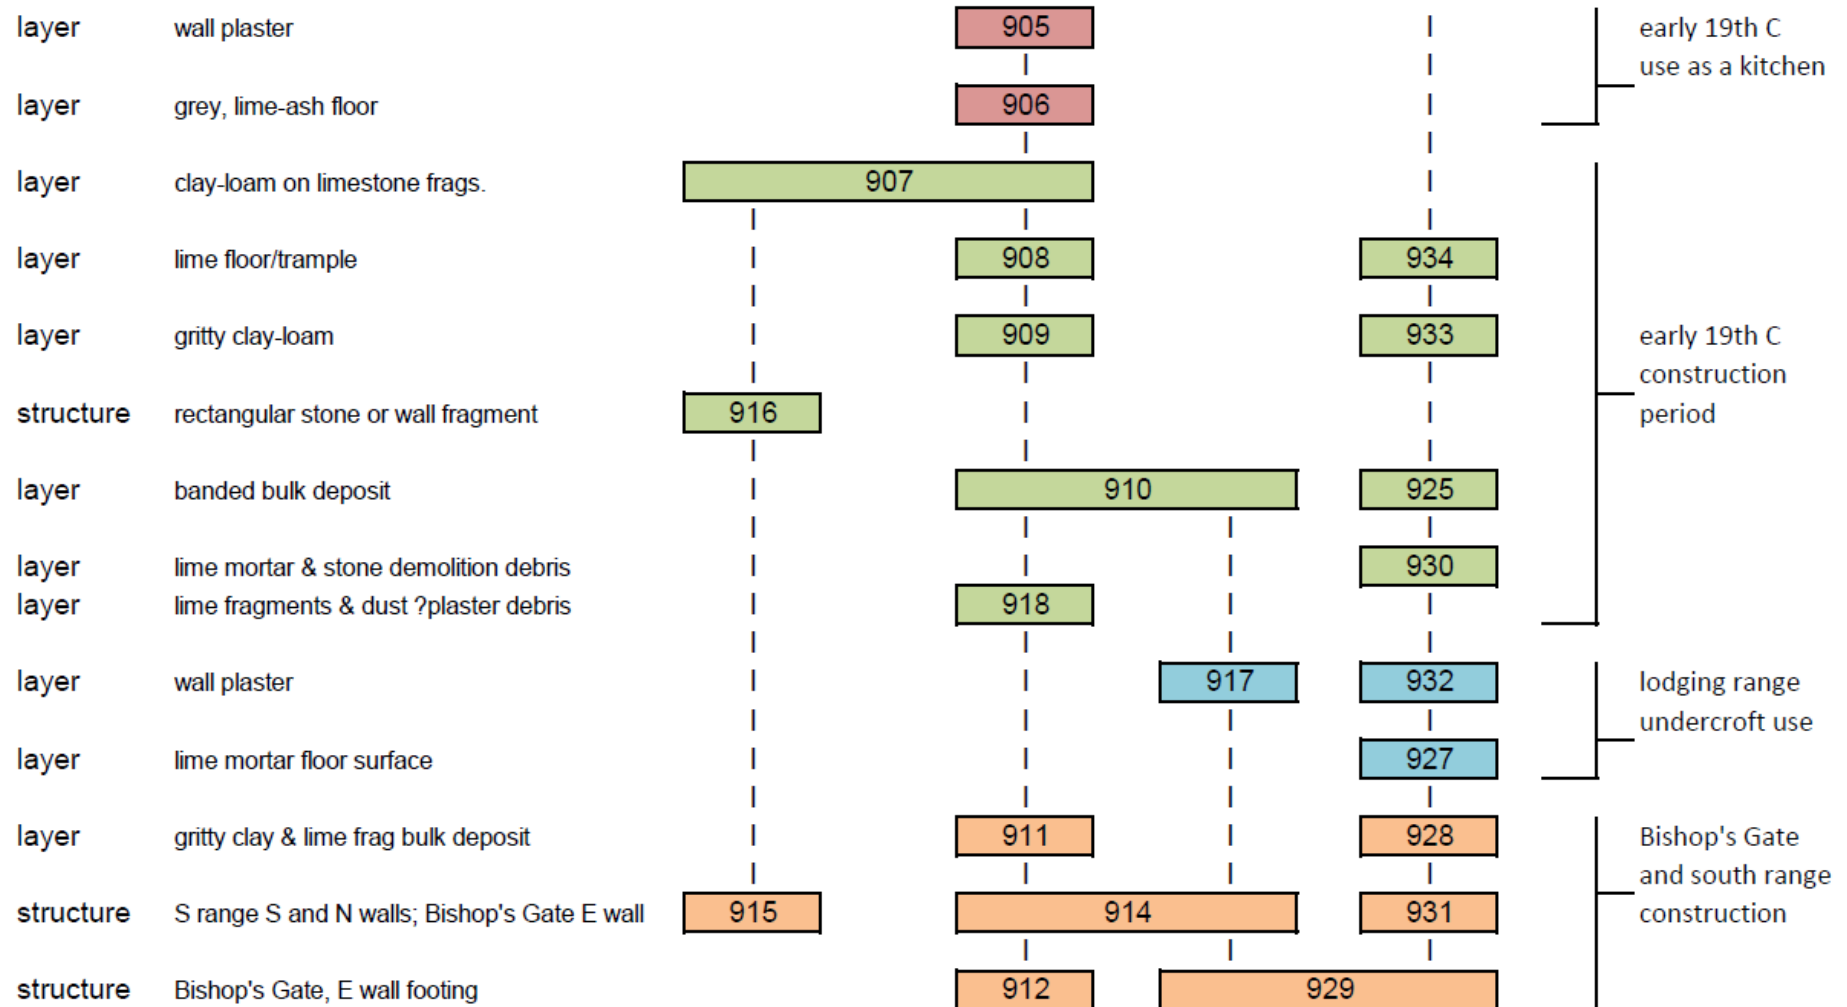 layer wall plaster 905 early 19th C
use as a kitchen
layer grey, lime-ash floor 906
layer clay-loam on limestone frags. 907
layer lime floor/trample 908 934
layer gritty clay-loam 909 933 early 19th C
construction
structure rectangular stone or wall fragment 916 period
layer banded bulk deposit 910 925
layer lime mortar & stone demolition debris 930
layer lime fragments & dust ?plaster debris 918
layer wall plaster 917 932 lodging range
undercroft use
layer lime mortar floor surface 927
layer gritty clay & lime frag bulk deposit 911 928 Bishop's Gate
and south range
structure S range S and N walls; Bishop's Gate E wall 915 914 931 construction
structure Bishop's Gate, E wall footing 912 929